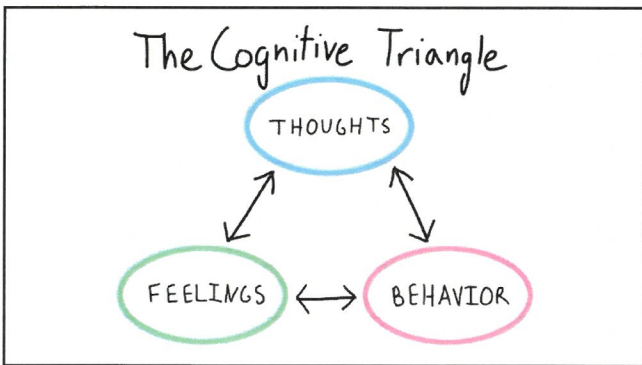 The Cognitive Triangle
THOUGHTS
FEELINGS
BEHAVIOR